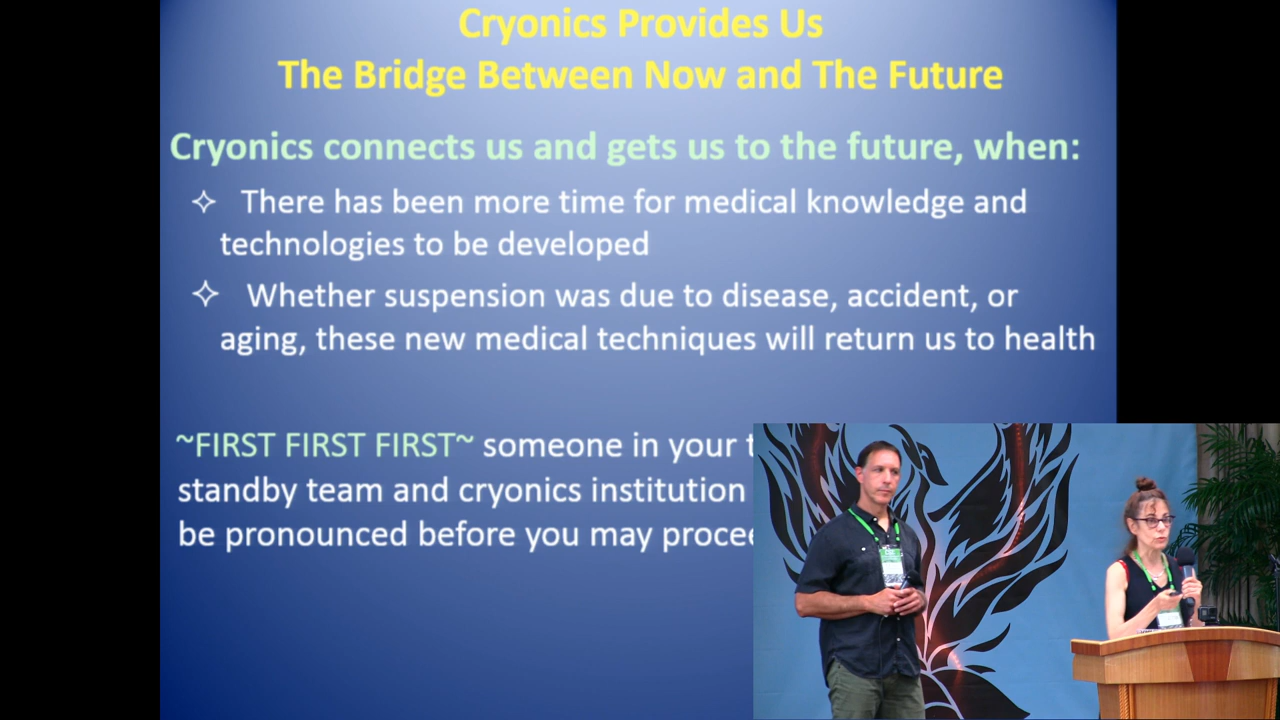 Cryonics Provides Us
The Bridge Between Now and The Future
Cryonics connects us and gets us to the future, when:
There has been more time for medical knowledge and
technologies to be developed
Whether suspension was due to disease, accident, or
aging, these new medical techniques will return us to health
~FIRST FIRST FIRST~ someone in your
standby team and cryonics institution
be pronounced before you may